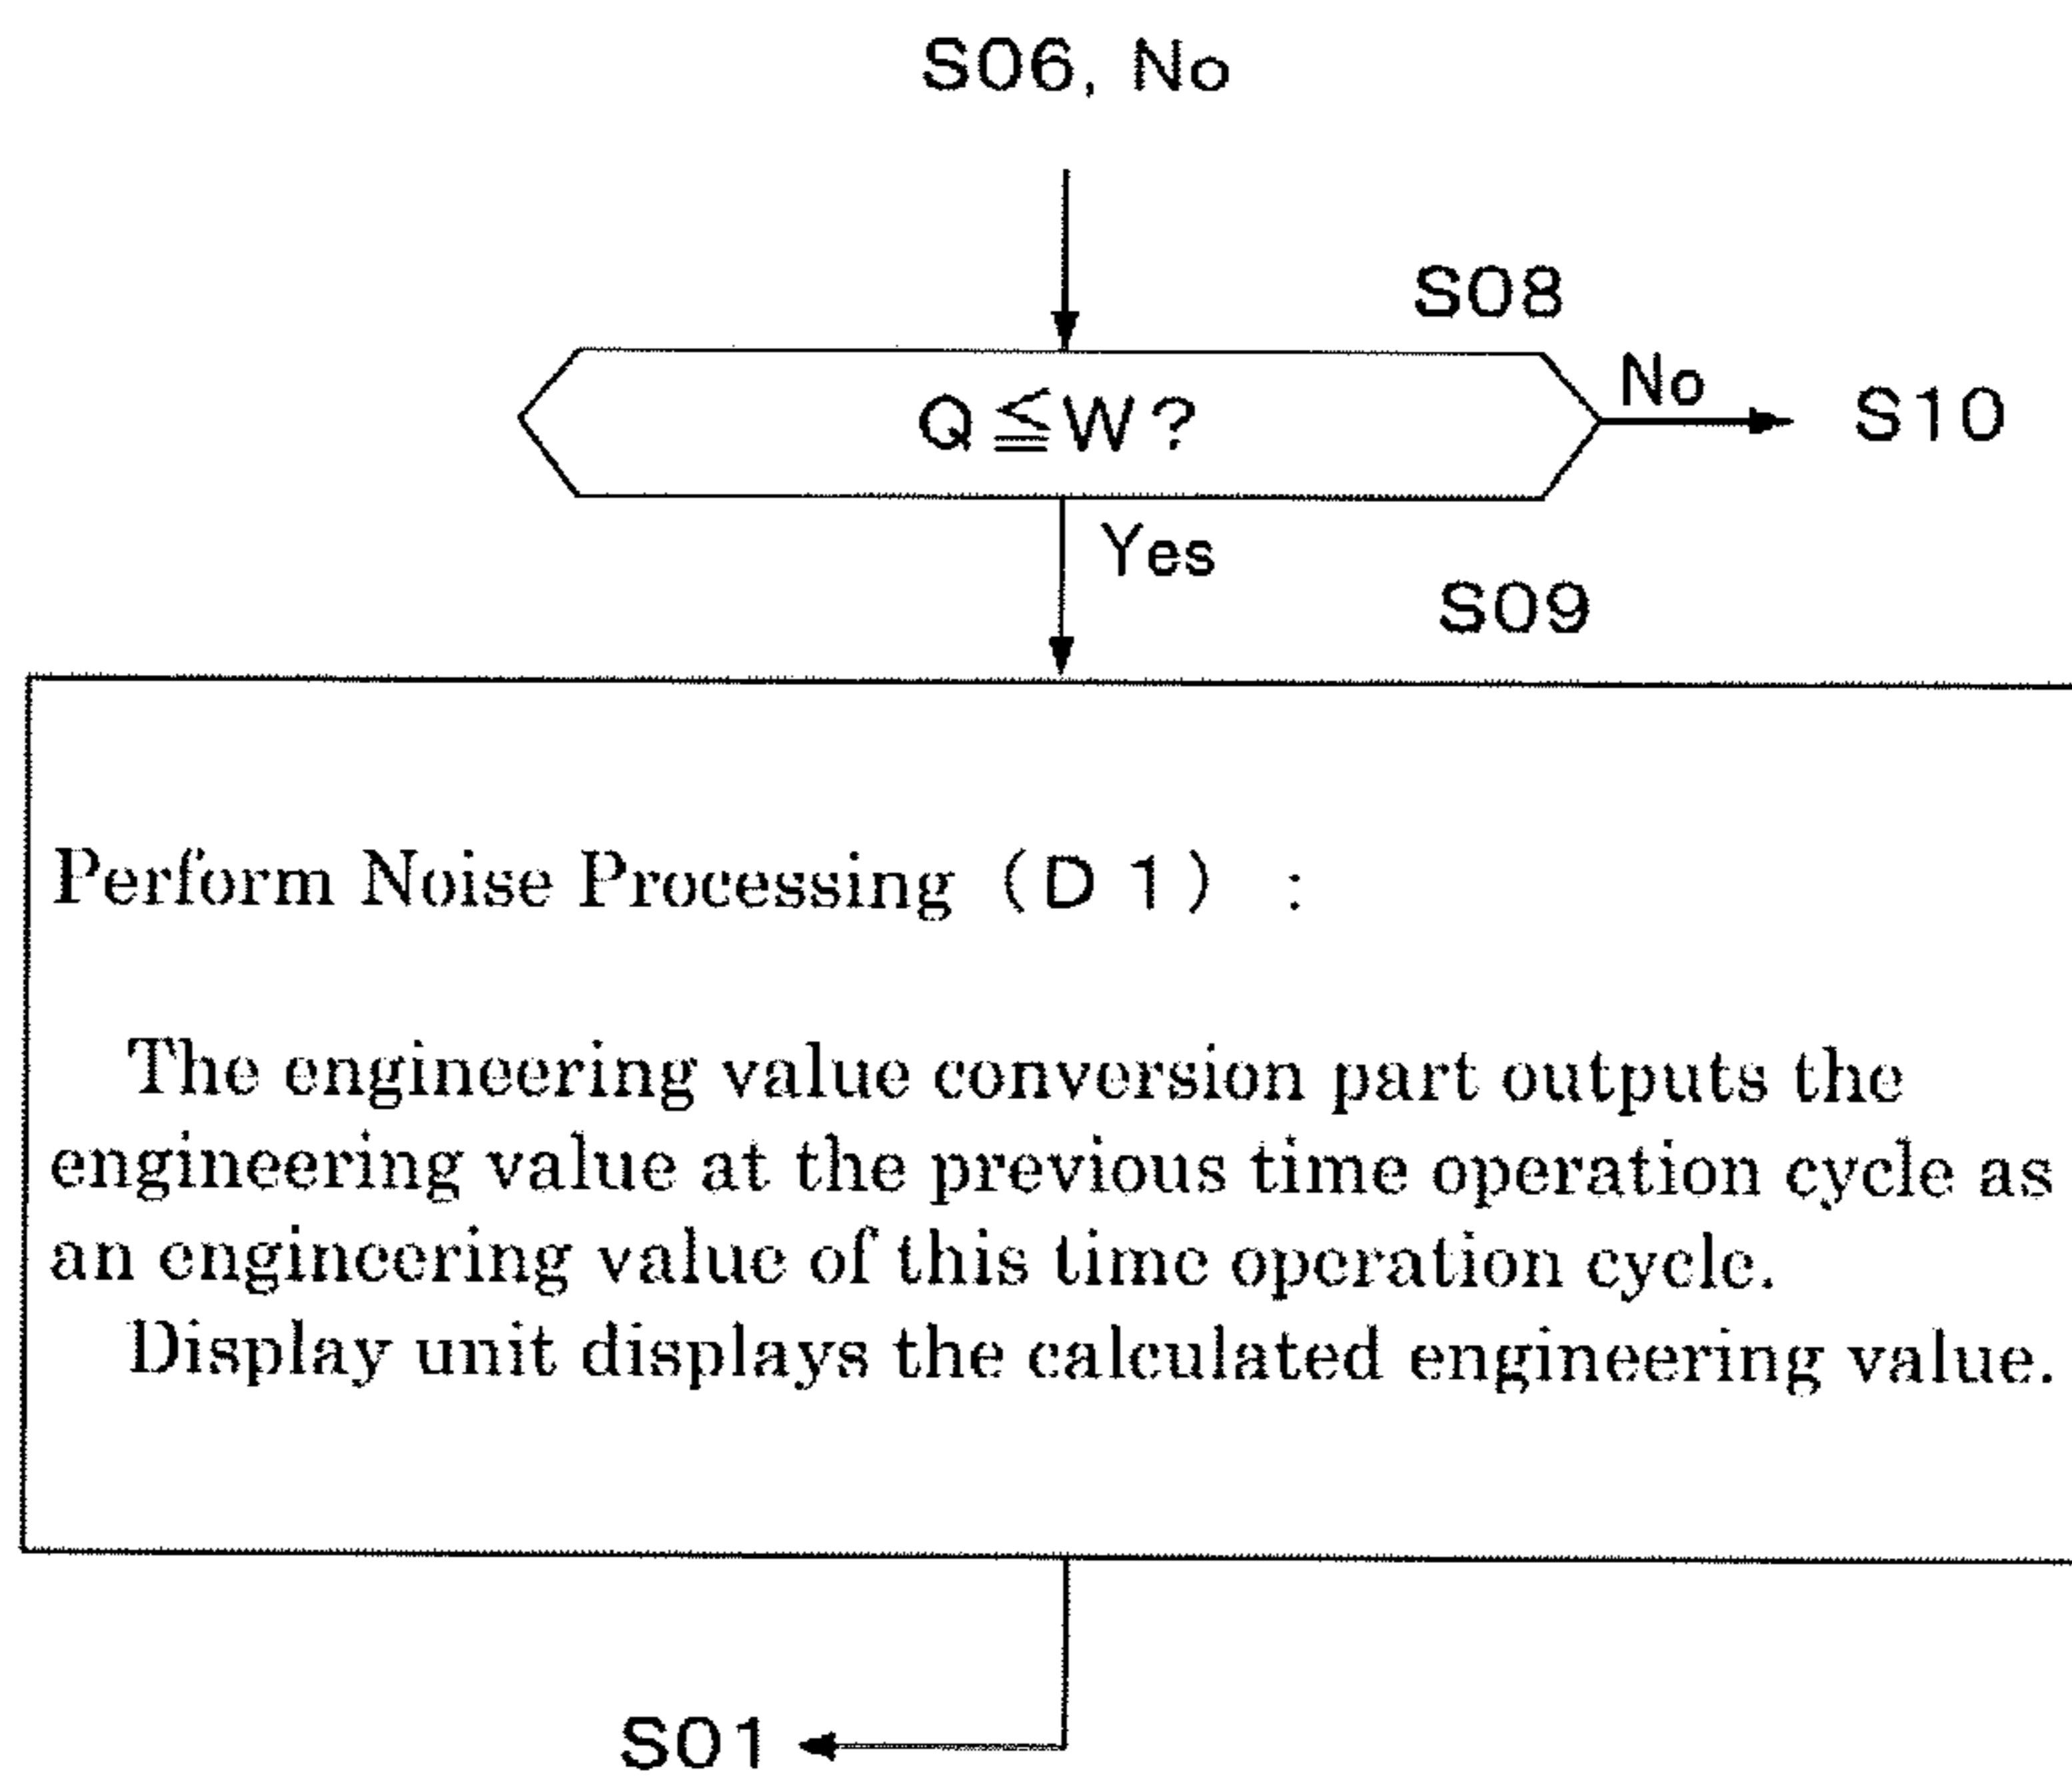 S06, No
S08
Q≦W?
No
S10
Yes
S09
Perform Noise Processing (D 1) :
The engineering value conversion part outputs the
engineering value at the previous time operation cycle as
an engineering value of this time operation cycle.
Display unit displays the calculated engineering value.
S01